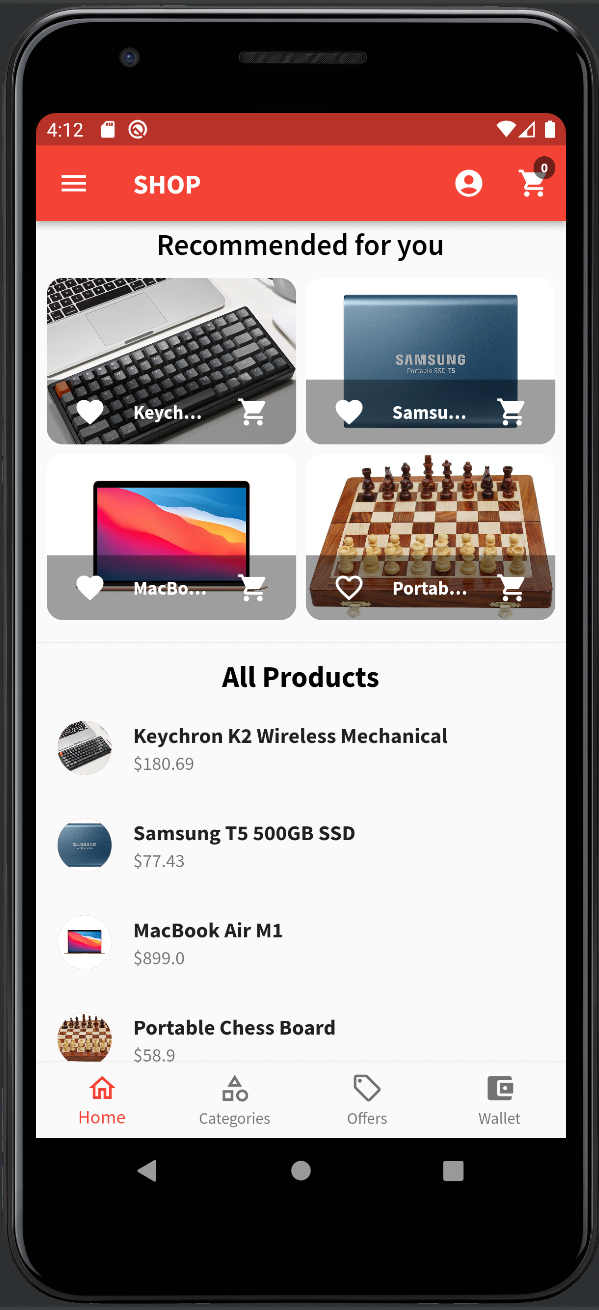 4:12
SHOP
0
Recommended for you
SAMSUNG
Portable SSD T5
Keych...
Samsu...
MacBo...
Portab...
All Products
Keychron K2 Wireless Mechanical
$180.69
SAMSUNG
Samsung T5 500GB SSD
$77.43
MacBook Air M1
$899.0
Portable Chess Board
$58.9
Home
Categories
Offers
Wallet